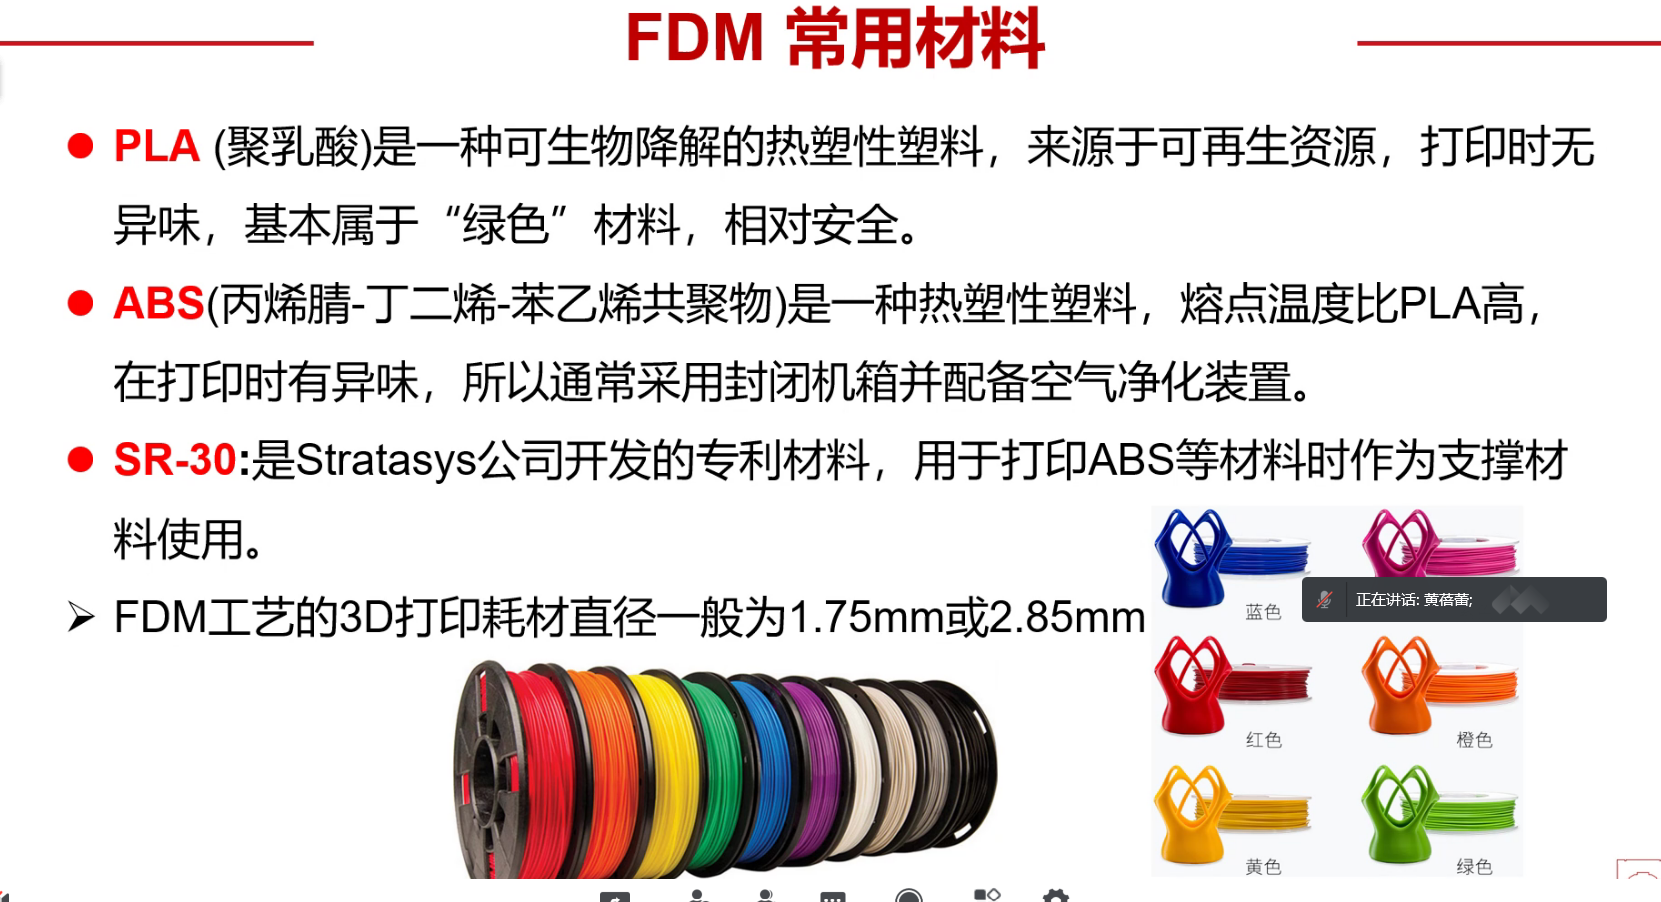 FDM 常用材料
PLA (聚乳酸)是一种可生物降解的热塑性塑料，来源于可再生资源，打印时无
异味，基本属于“绿色”材料，相对安全。
ABS(丙烯腈-丁二烯-苯乙烯共聚物)是一种热塑性塑料，熔点温度比PLA高，
在打印时有异味，所以通常采用封闭机箱并配备空气净化装置。
SR-30:是Stratasys公司开发的专利材料，用于打印ABS等材料时作为支撑材
料使用。
FDM工艺的3D打印耗材直径一般为1.75mm或2.85mm
蓝色
正在讲话: 黄蓓蕾;
红色
橙色
黄色
绿色